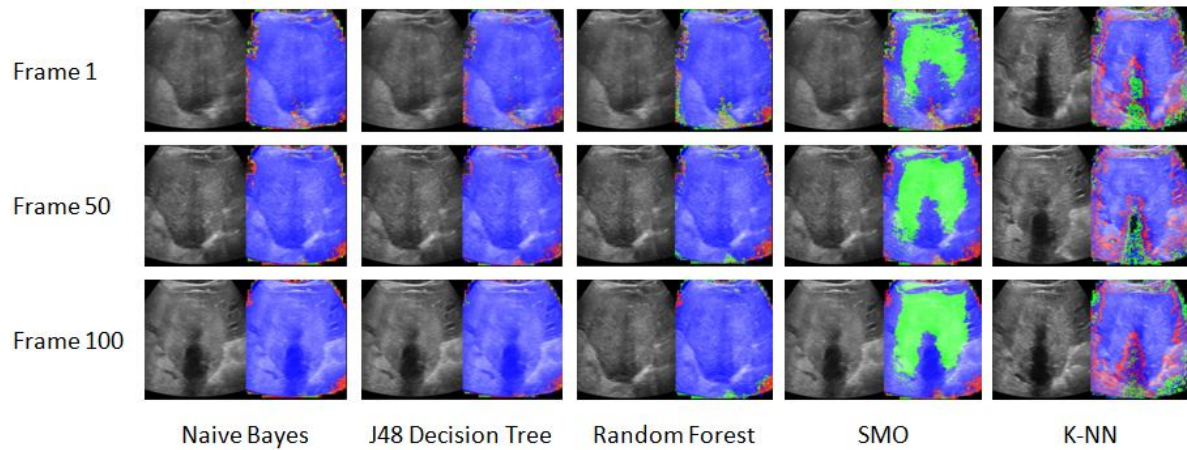 Frame 1
Frame 50
Frame 100
Naive Bayes J48 Decision Tree Random Forest SMO K-NN